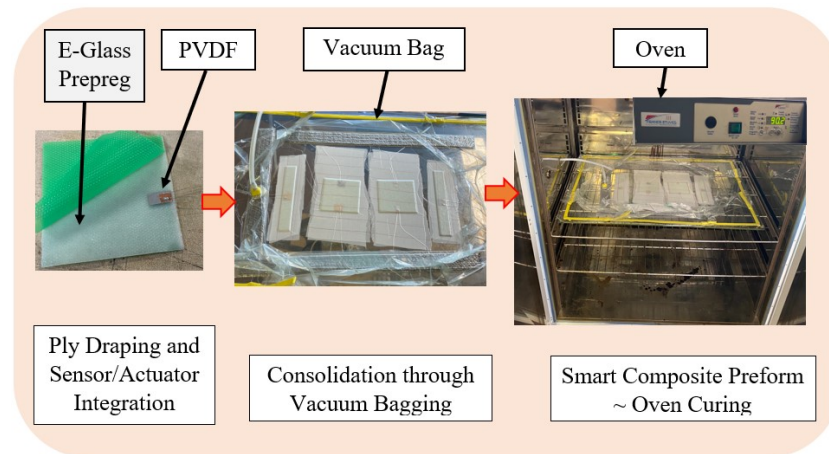 E-Glass
Prepreg
PVDF
Vacuum Bag
Oven
Ply Draping and
Sensor/Actuator
Integration
Consolidation through
Vacuum Bagging
Smart Composite Preform
~ Oven Curing